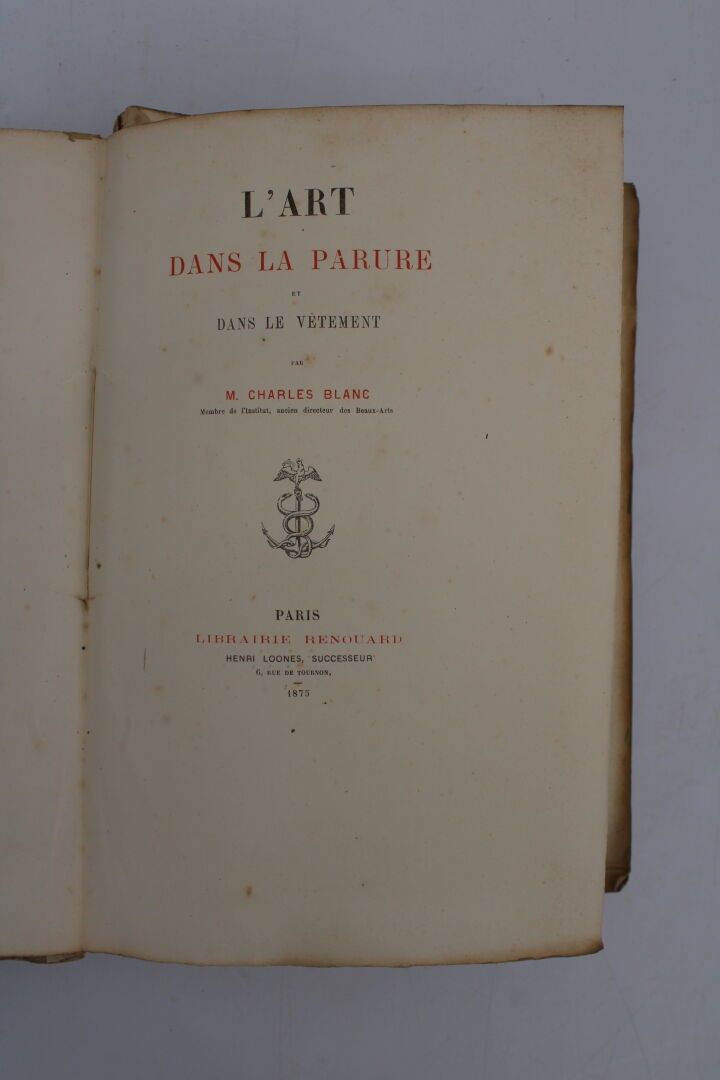 L'ART
DANS LA PARURE
ET
DANS LE VÊTEMENT
PAR
M. CHARLES BLANC
Membre de l'Institut, ancien directeur des Beaux-Arts
PARIS
LIBRAIRIE RENOUARD
HENRI LOONES, SUCCESSEUR
6, RUE DE TOURNON,
1875